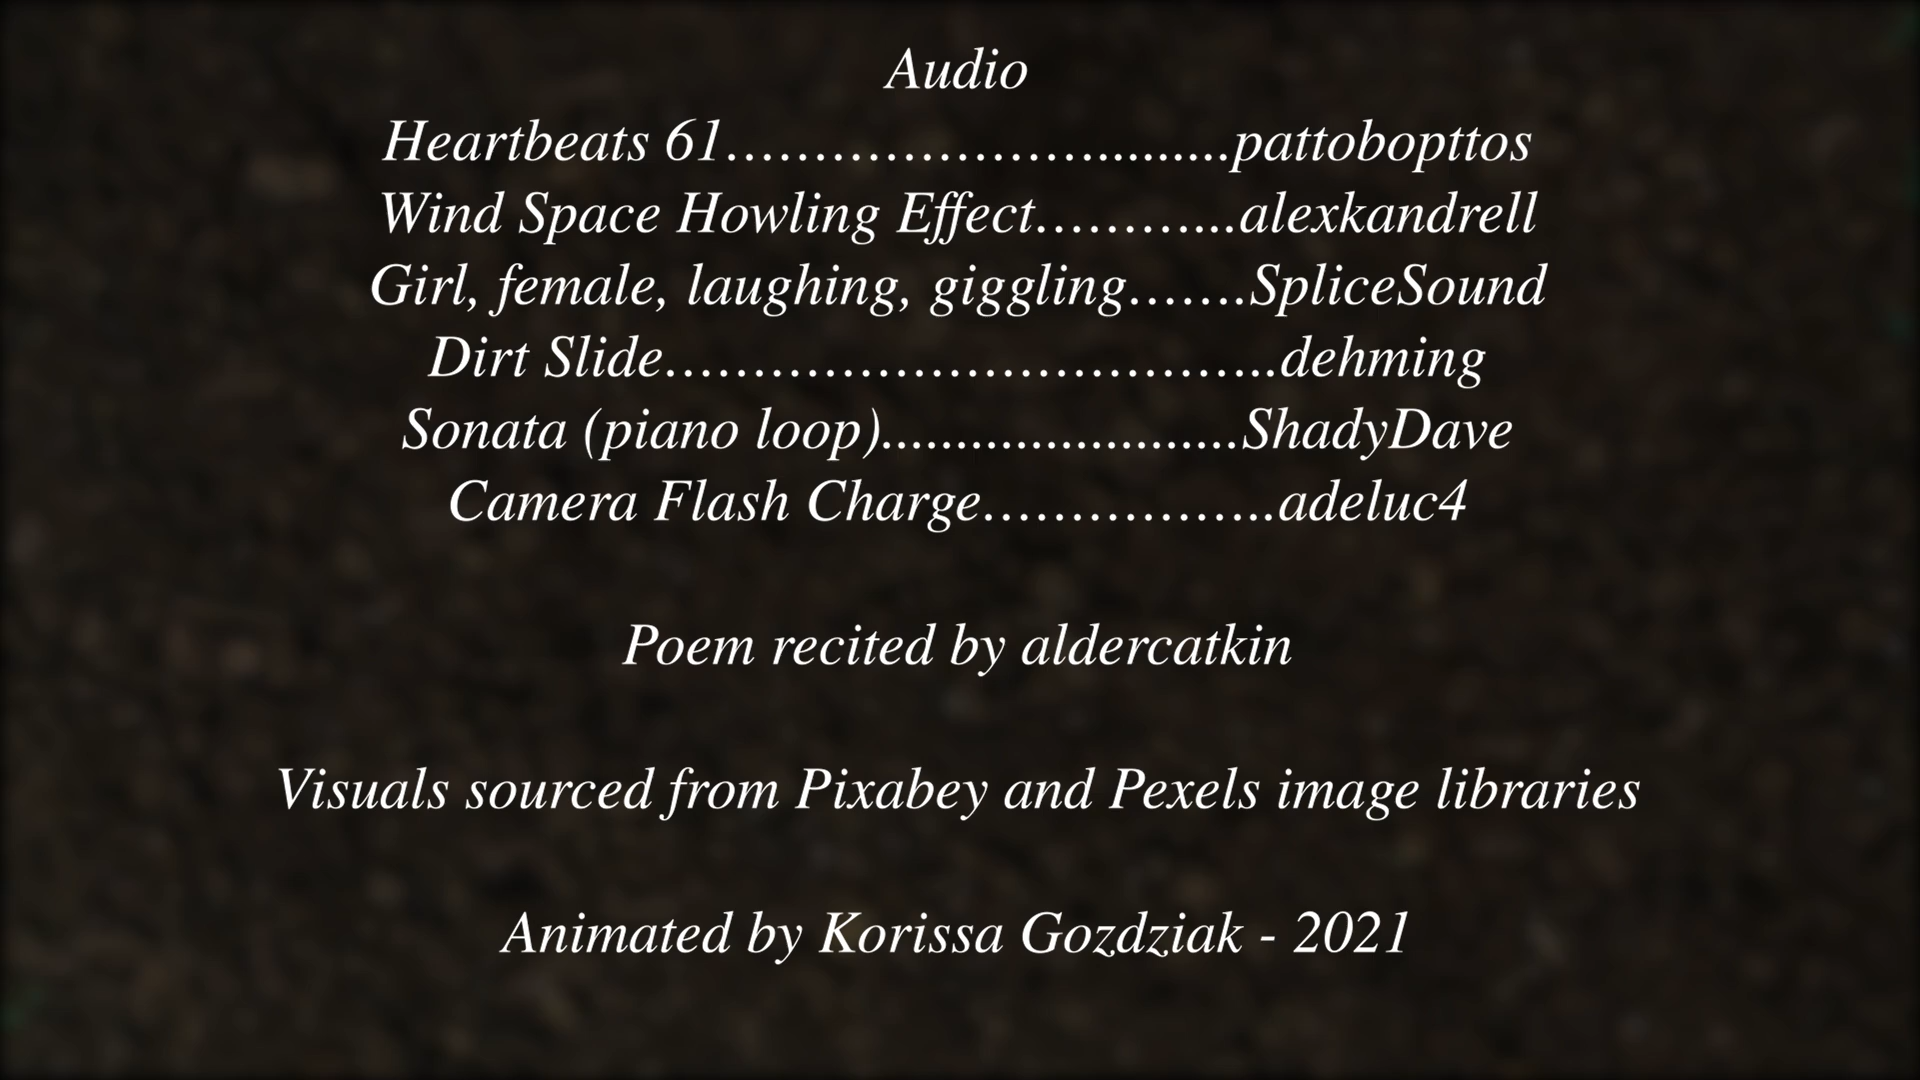 Audio
Heartbeats 61…………………..........pattobopttos
Wind Space Howling Effect………....alexkandrell
Girl, female, laughing, giggling…….SpliceSound
Dirt Slide……………………………..dehming
Sonata (piano loop)........................ShadyDave
Camera Flash Charge……………..adeluc4
Poem recited by aldercatkin
Visuals sourced from Pixabey and Pexels image libraries
Animated by Korissa Gozdziak - 2021